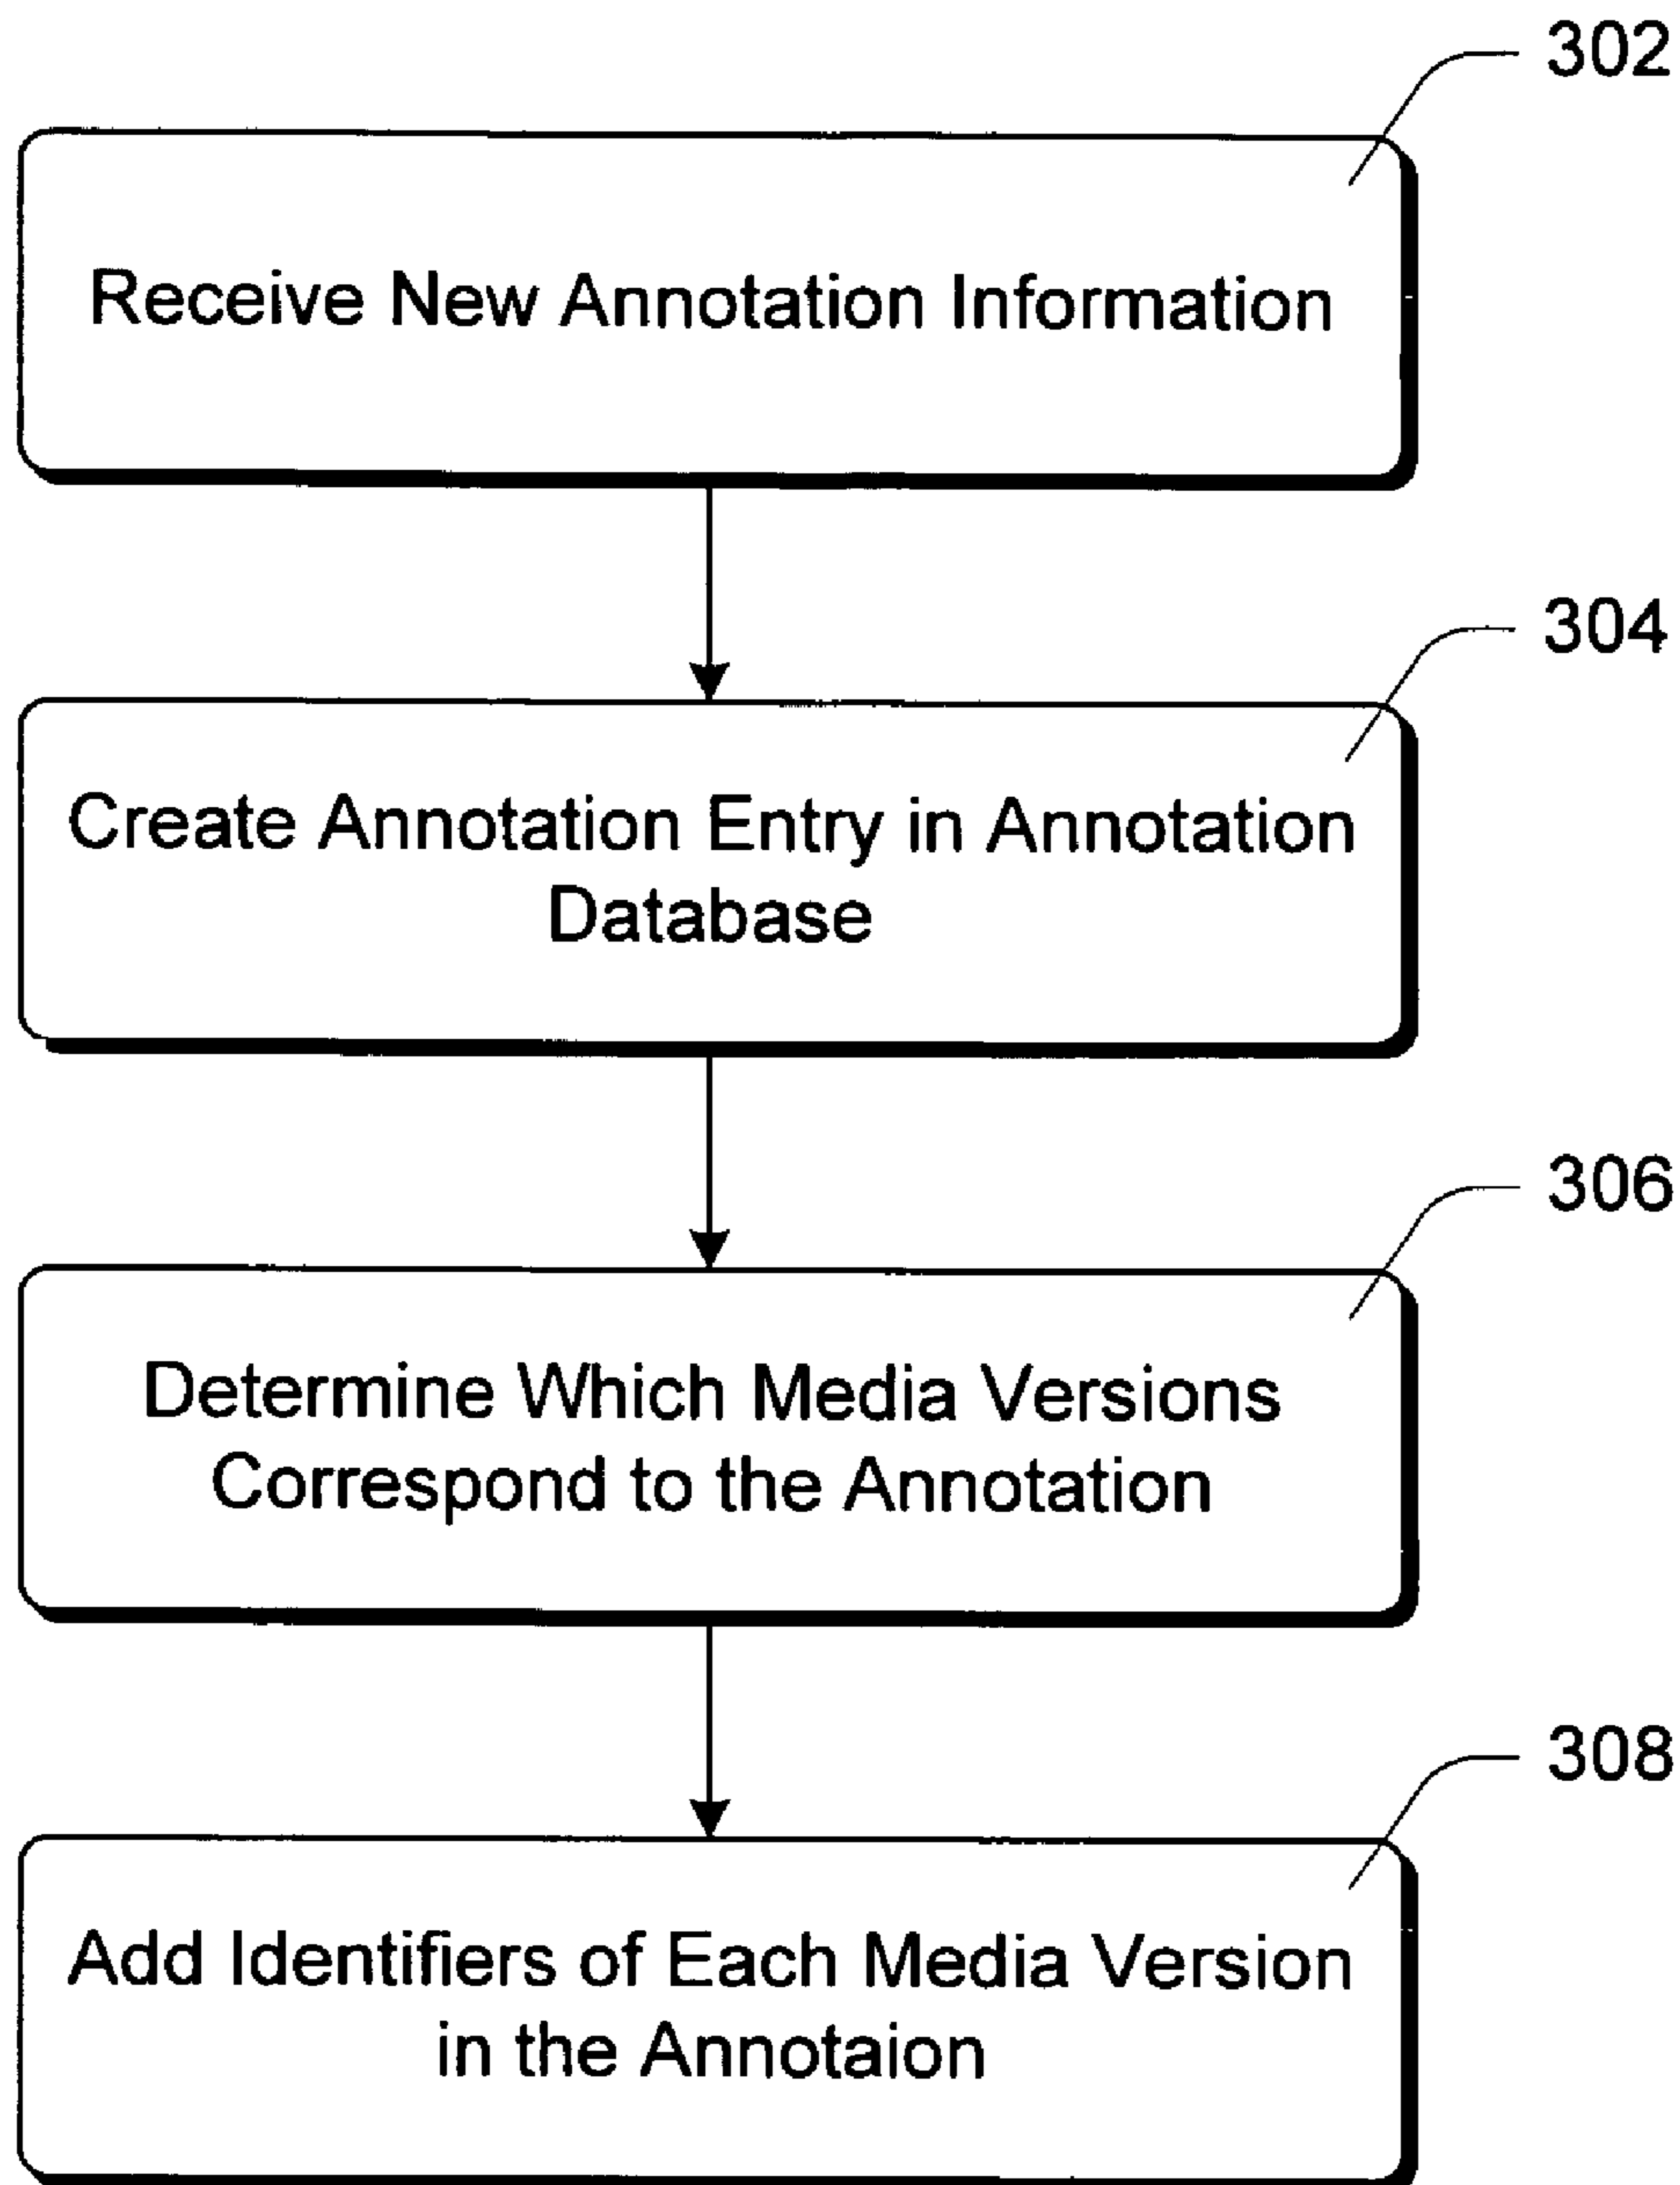 302
Receive New Annotation Information
304
Create Annotation Entry in Annotation
Database
306
Determine Which Media Versions
Correspond to the Annotation
308
Add Identifiers of Each Media Version
in the Annotaion